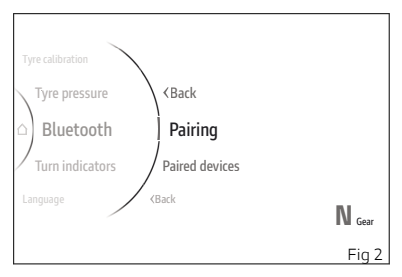 Tyre calibration
Tyre pressure
Bluetooth
Turn indicators
Language
<Back
Pairing
Paired devices
<Back
N Gear
Fig 2